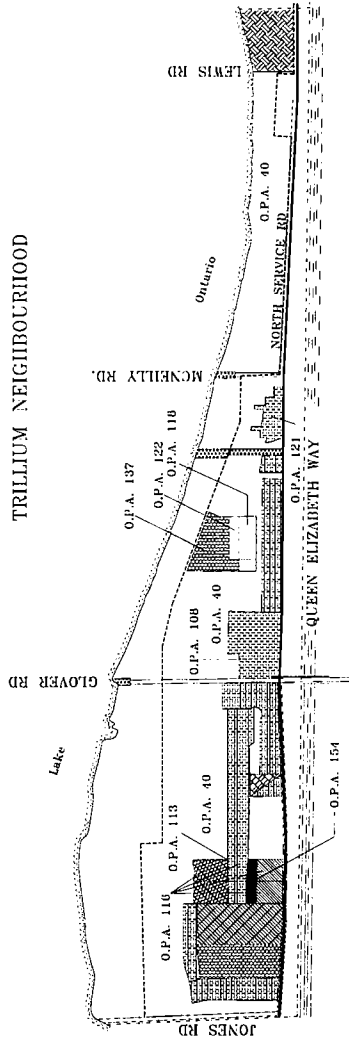 TRILLIUM NEIGHBOURHOOD
LEWIS RD
O.P.A. 40
NORTH SERVICE RD
Ontario
MCNEILLY RD.
O.P.A. 118
O.P.A. 122
O.P.A. 137
O.P.A. 121
QUEEN ELIZABETH WAY
O.P.A. 40
O.P.A. 108
GLOVER RD
Lake
O.P.A. 40
O.P.A. 113
O.P.A. 116
O.P.A. 154
JONES RD